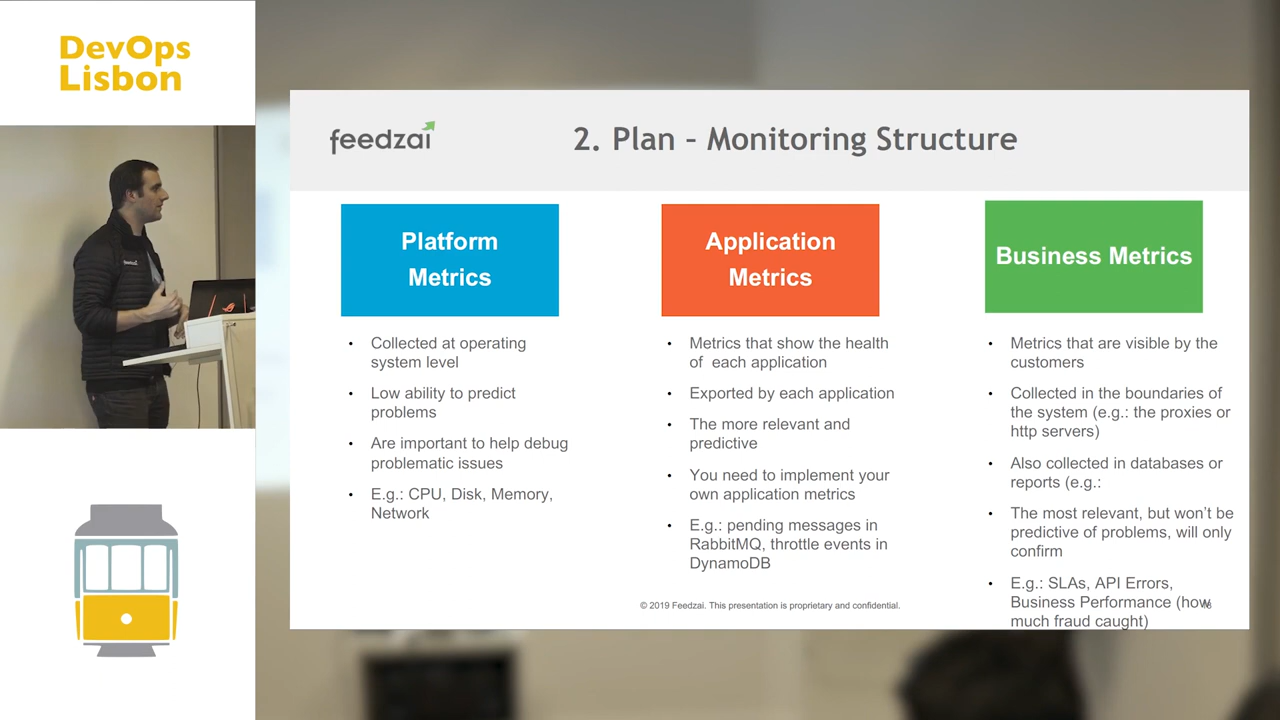 DevOps
Lisbon
feedzai
2. Plan - Monitoring Structure
Platform
Metrics
• Collected at operating
system level
• Low ability to predict
problems
• Are important to help debug
problematic issues
• E.g.: CPU, Disk, Memory,
Network
Application
Metrics
• Metrics that show the health
of each application
• Exported by each application
• The more relevant and
predictive
• You need to implement your
own application metrics
• E.g.: pending messages in
RabbitMQ, throttle events in
DynamoDB
Business Metrics
• Metrics that are visible by the
customers
• Collected in the boundaries of
the system (e.g.: the proxies or
http servers)
• Also collected in databases or
reports (e.g.:
• The most relevant, but won't be
predictive of problems, will only
confirm
• E.g.: SLAs, API Errors,
Business Performance (how
much fraud caught)
© 2019 Feedzai. This presentation is proprietary and confidential.